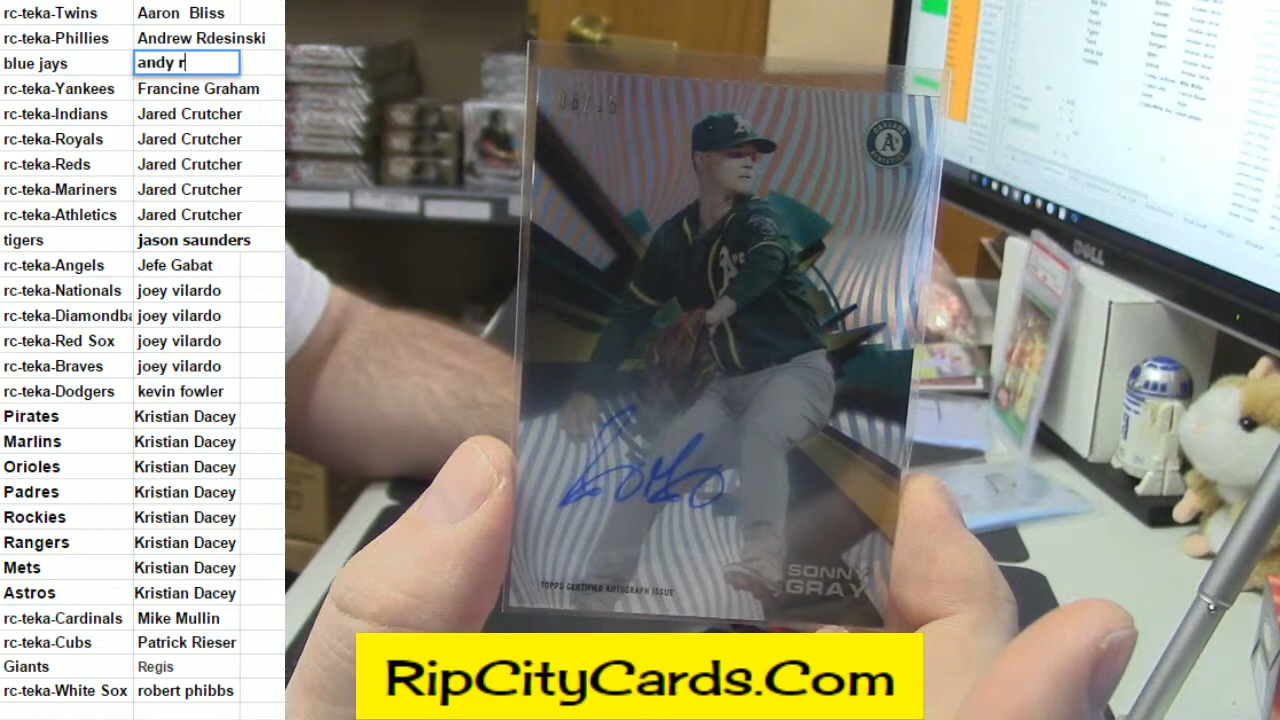 rc-teka-Twins Aaron Bliss
rc-teka-Phillies Andrew Rdesinski
blue jays andy r
rc-teka-Yankees Francine Graham
rc-teka-Indians Jared Crutcher
rc-teka-Royals Jared Crutcher
rc-teka-Reds Jared Crutcher
rc-teka-Mariners Jared Crutcher
rc-teka-Athletics Jared Crutcher
tigers jason saunders
rc-teka-Angels Jefe Gabat
rc-teka-Nationals joey vilardo
rc-teka-Diamondba joey vilardo
rc-teka-Red Sox joey vilardo
rc-teka-Braves joey vilardo
rc-teka-Dodgers kevin fowler
Pirates Kristian Dacey
Marlins Kristian Dacey
Orioles Kristian Dacey
Padres Kristian Dacey
Rockies Kristian Dacey
Rangers Kristian Dacey
Mets Kristian Dacey
Astros Kristian Dacey
rc-teka-Cardinals Mike Mullin
rc-teka-Cubs Patrick Rieser
Giants Regis
rc-teka-White Sox robert phibbs
A's
TOPPS CERTIFIED AUTOGRAPH ISSUE
SONNY
GRAY
DELL
RipCityCards.Com